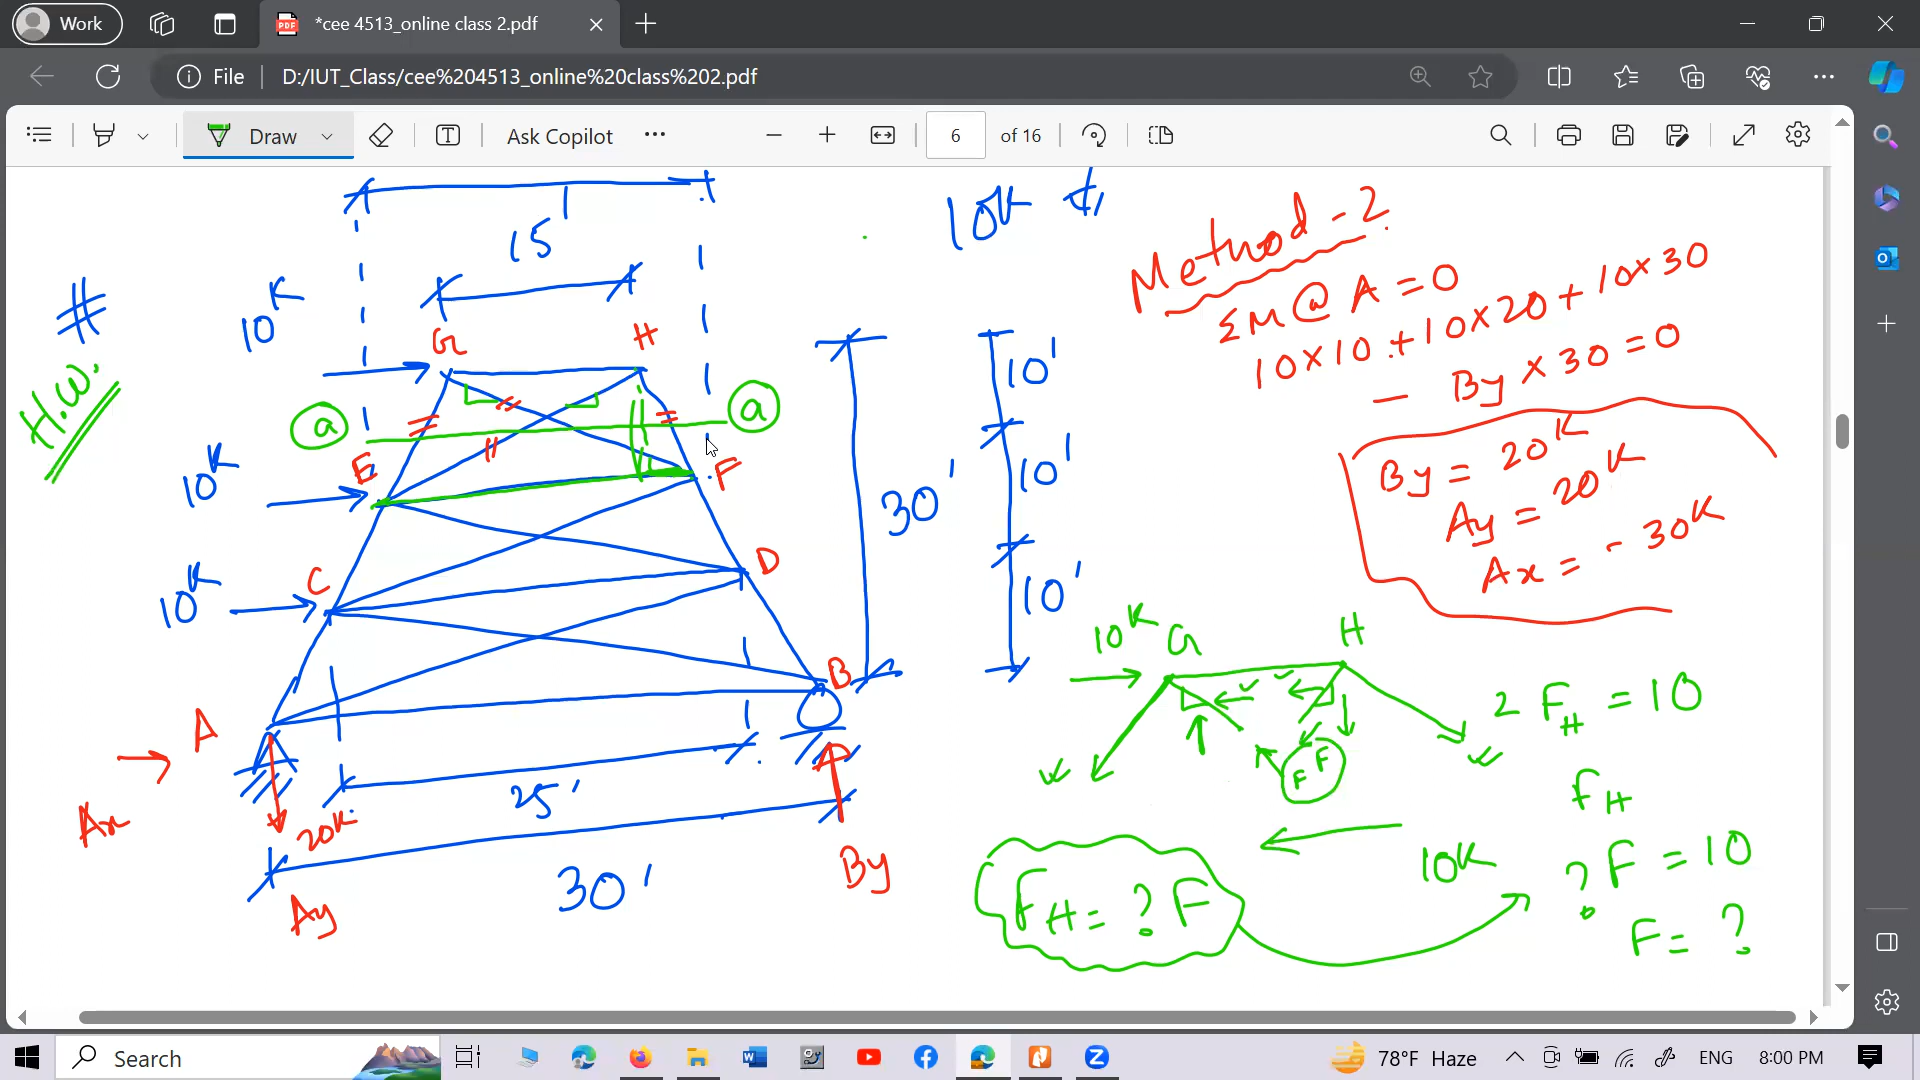 Work
*cee 4513_online class 2.pdf
File
D:/IUT_Class/cee%204513_online%20class%202.pdf
Draw
Ask Copilot
6
of 16
15
10K
G
H
10K
#
H.W.
a
a
10K
E
F
10K
C
D
A
B
Ax
20K
Ay
By
25'
30'
30'
10'
10'
10'
Method - 2
ΣM @ A = 0
10×10 + 10×20 + 10×30
- By × 30 = 0
By = 20K
Ay = 20K
Ax = - 30K
10K G
H
F F
2 FH = 10
FH
10K
FH = ? F
? F = 10
F = ?
Search
78°F Haze
ENG
8:00 PM